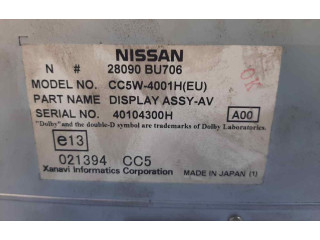 NISSAN
N # 28090 BU706
MODEL NO. CC5W-4001H(EU)
PART NAME DISPLAY ASSY-AV
SERIAL NO. 40104300H A00
"Dolby" and the double-D symbol are trademarks of Dolby Laboratories.
e13
021394 CC5
Xanavi Informatics Corporation MADE IN JAPAN (1)